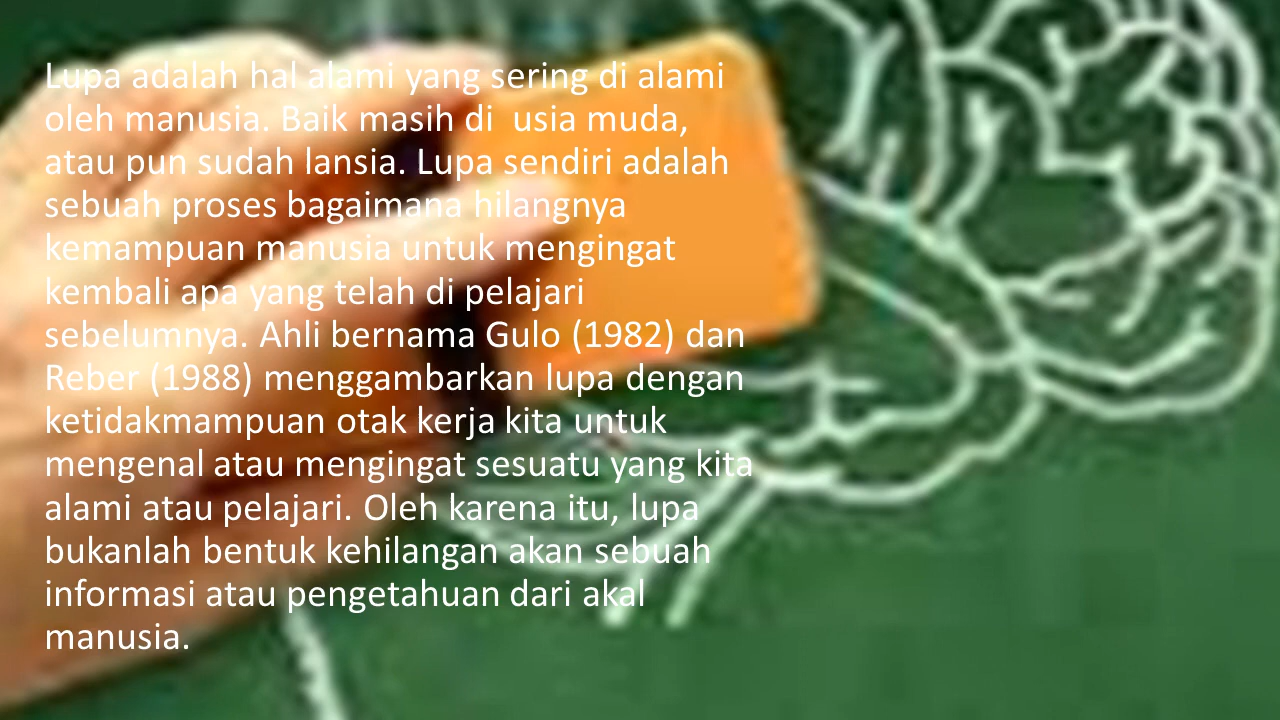 Lupa adalah hal alami yang sering di alami
oleh manusia. Baik masih di  usia muda,
atau pun sudah lansia. Lupa sendiri adalah
sebuah proses bagaimana hilangnya
kemampuan manusia untuk mengingat
kembali apa yang telah di pelajari
sebelumnya. Ahli bernama Gulo (1982) dan
Reber (1988) menggambarkan lupa dengan
ketidakmampuan otak kerja kita untuk
mengenal atau mengingat sesuatu yang kita
alami atau pelajari. Oleh karena itu, lupa
bukanlah bentuk kehilangan akan sebuah
informasi atau pengetahuan dari akal
manusia.